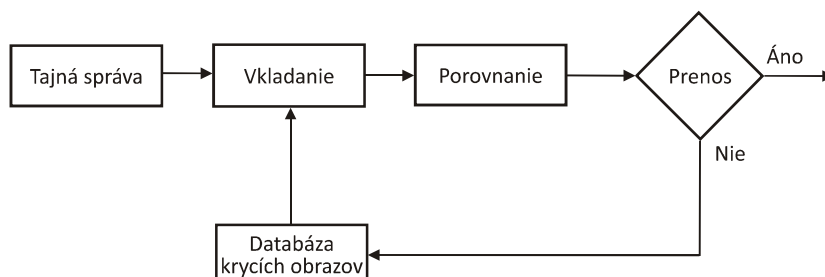 Tajná správa
Vkladanie
Porovnanie
Prenos
Áno
Nie
Databáza
krycích obrazov